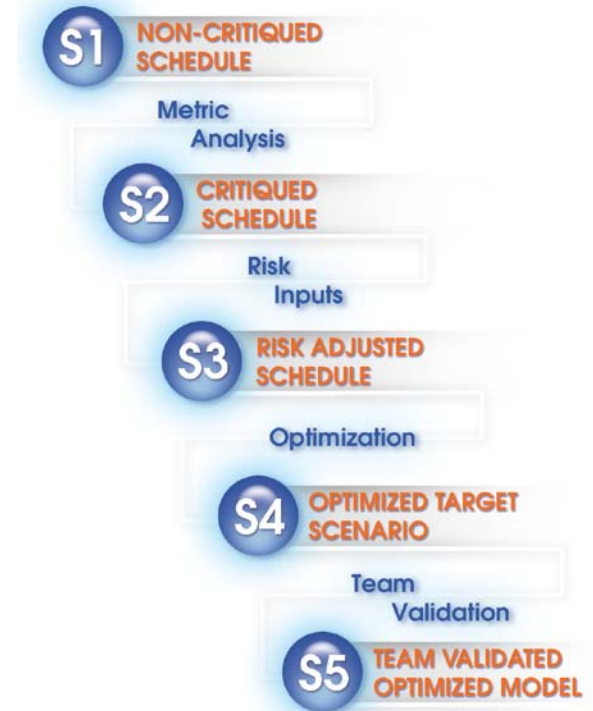 S1
NON-CRITIQUED
SCHEDULE
Metric
Analysis
S2
CRITIQUED
SCHEDULE
Risk
Inputs
S3
RISK ADJUSTED
SCHEDULE
Optimization
S4
OPTIMIZED TARGET
SCENARIO
Team
Validation
S5
TEAM VALIDATED
OPTIMIZED MODEL